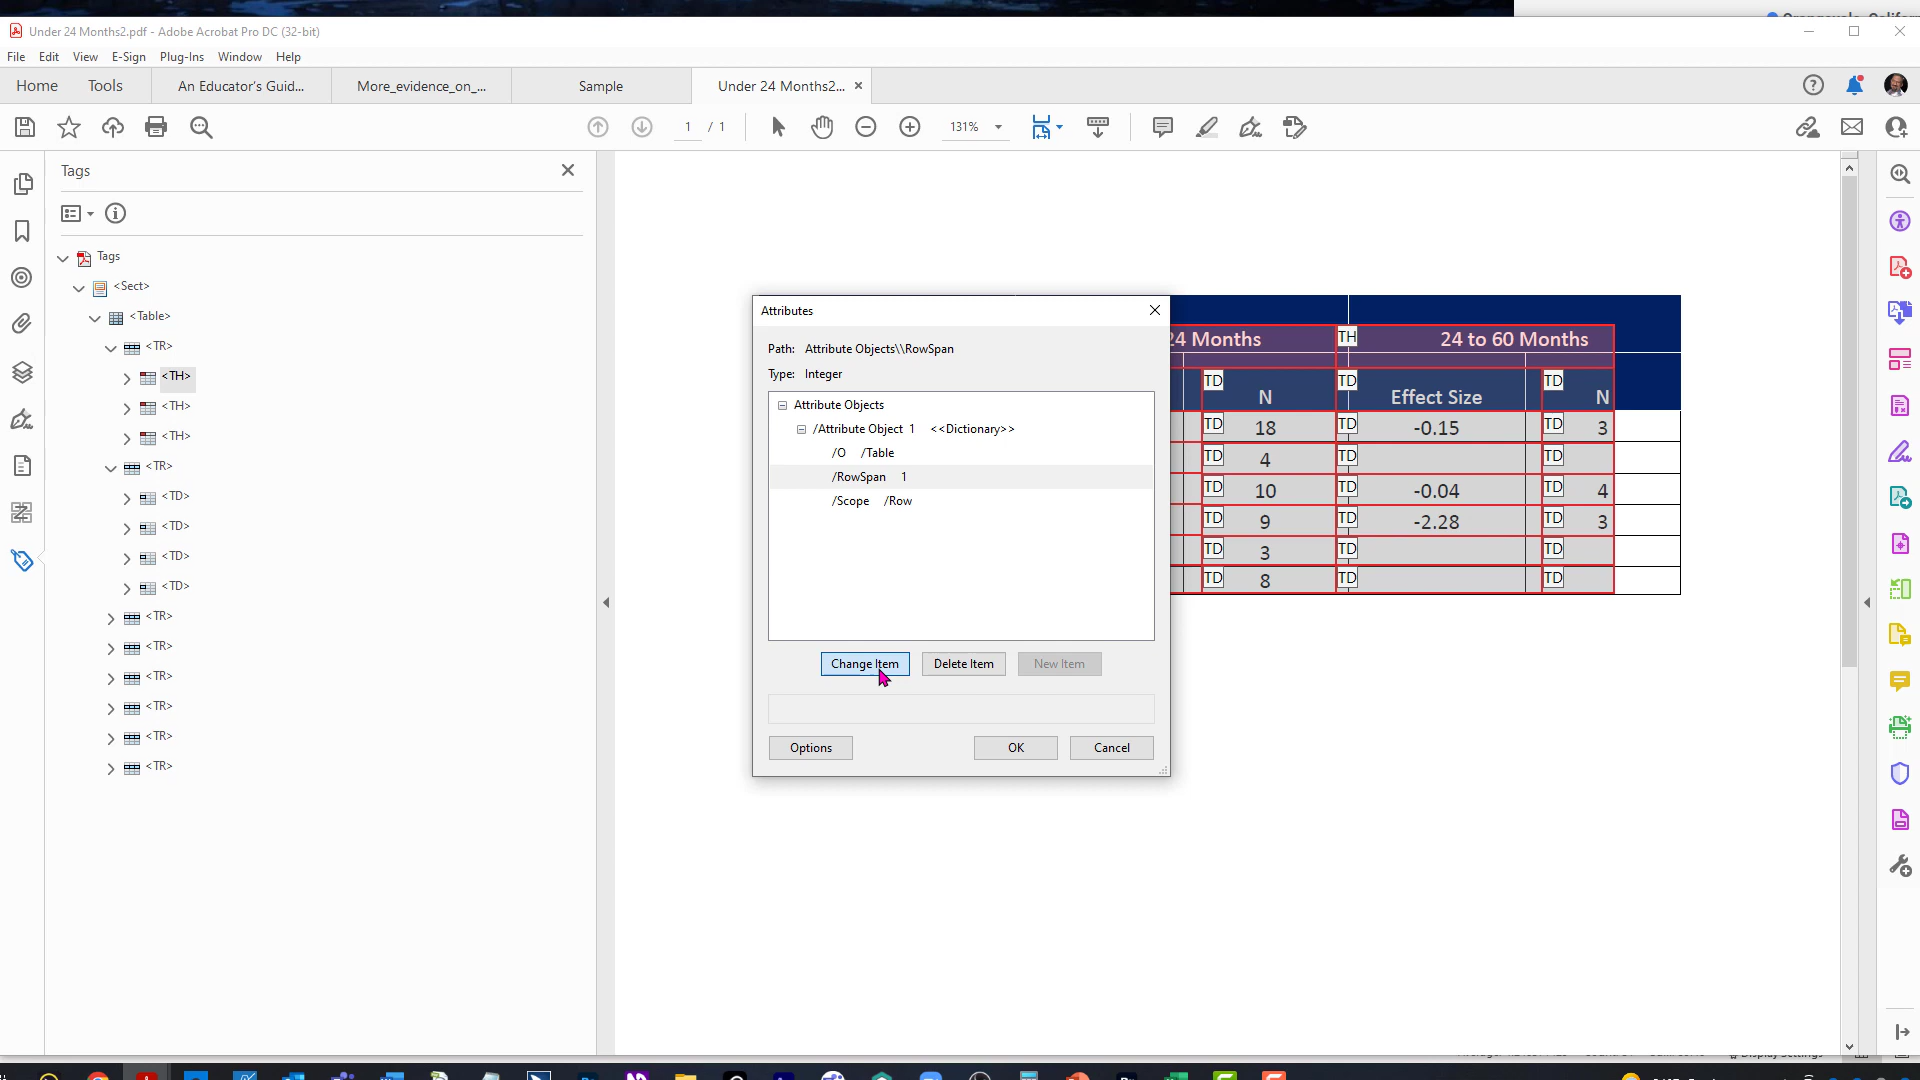 Under 24 Months2.pdf - Adobe Acrobat Pro DC (32-bit)
File Edit View E-Sign Plug-Ins Window Help
Home Tools An Educator's Guid... More_evidence_on_... Sample Under 24 Months2...
1 / 1 131%
Tags
Tags
<Sect>
<Table>
<TR>
<TH>
<TH>
<TH>
<TR>
<TD>
<TD>
<TD>
<TD>
<TR>
<TR>
<TR>
<TR>
<TR>
<TR>
Attributes
Path: Attribute Objects\\RowSpan
Type: Integer
Attribute Objects
/Attribute Object 1 <<Dictionary>>
/O /Table
/RowSpan 1
/Scope /Row
Change Item Delete Item New Item
Options OK Cancel
24 Months TH 24 to 60 Months
TD N TD Effect Size TD N
TD 18 TD -0.15 TD 3
TD 4 TD TD
TD 10 TD -0.04 TD 4
TD 9 TD -2.28 TD 3
TD 3 TD TD
TD 8 TD TD